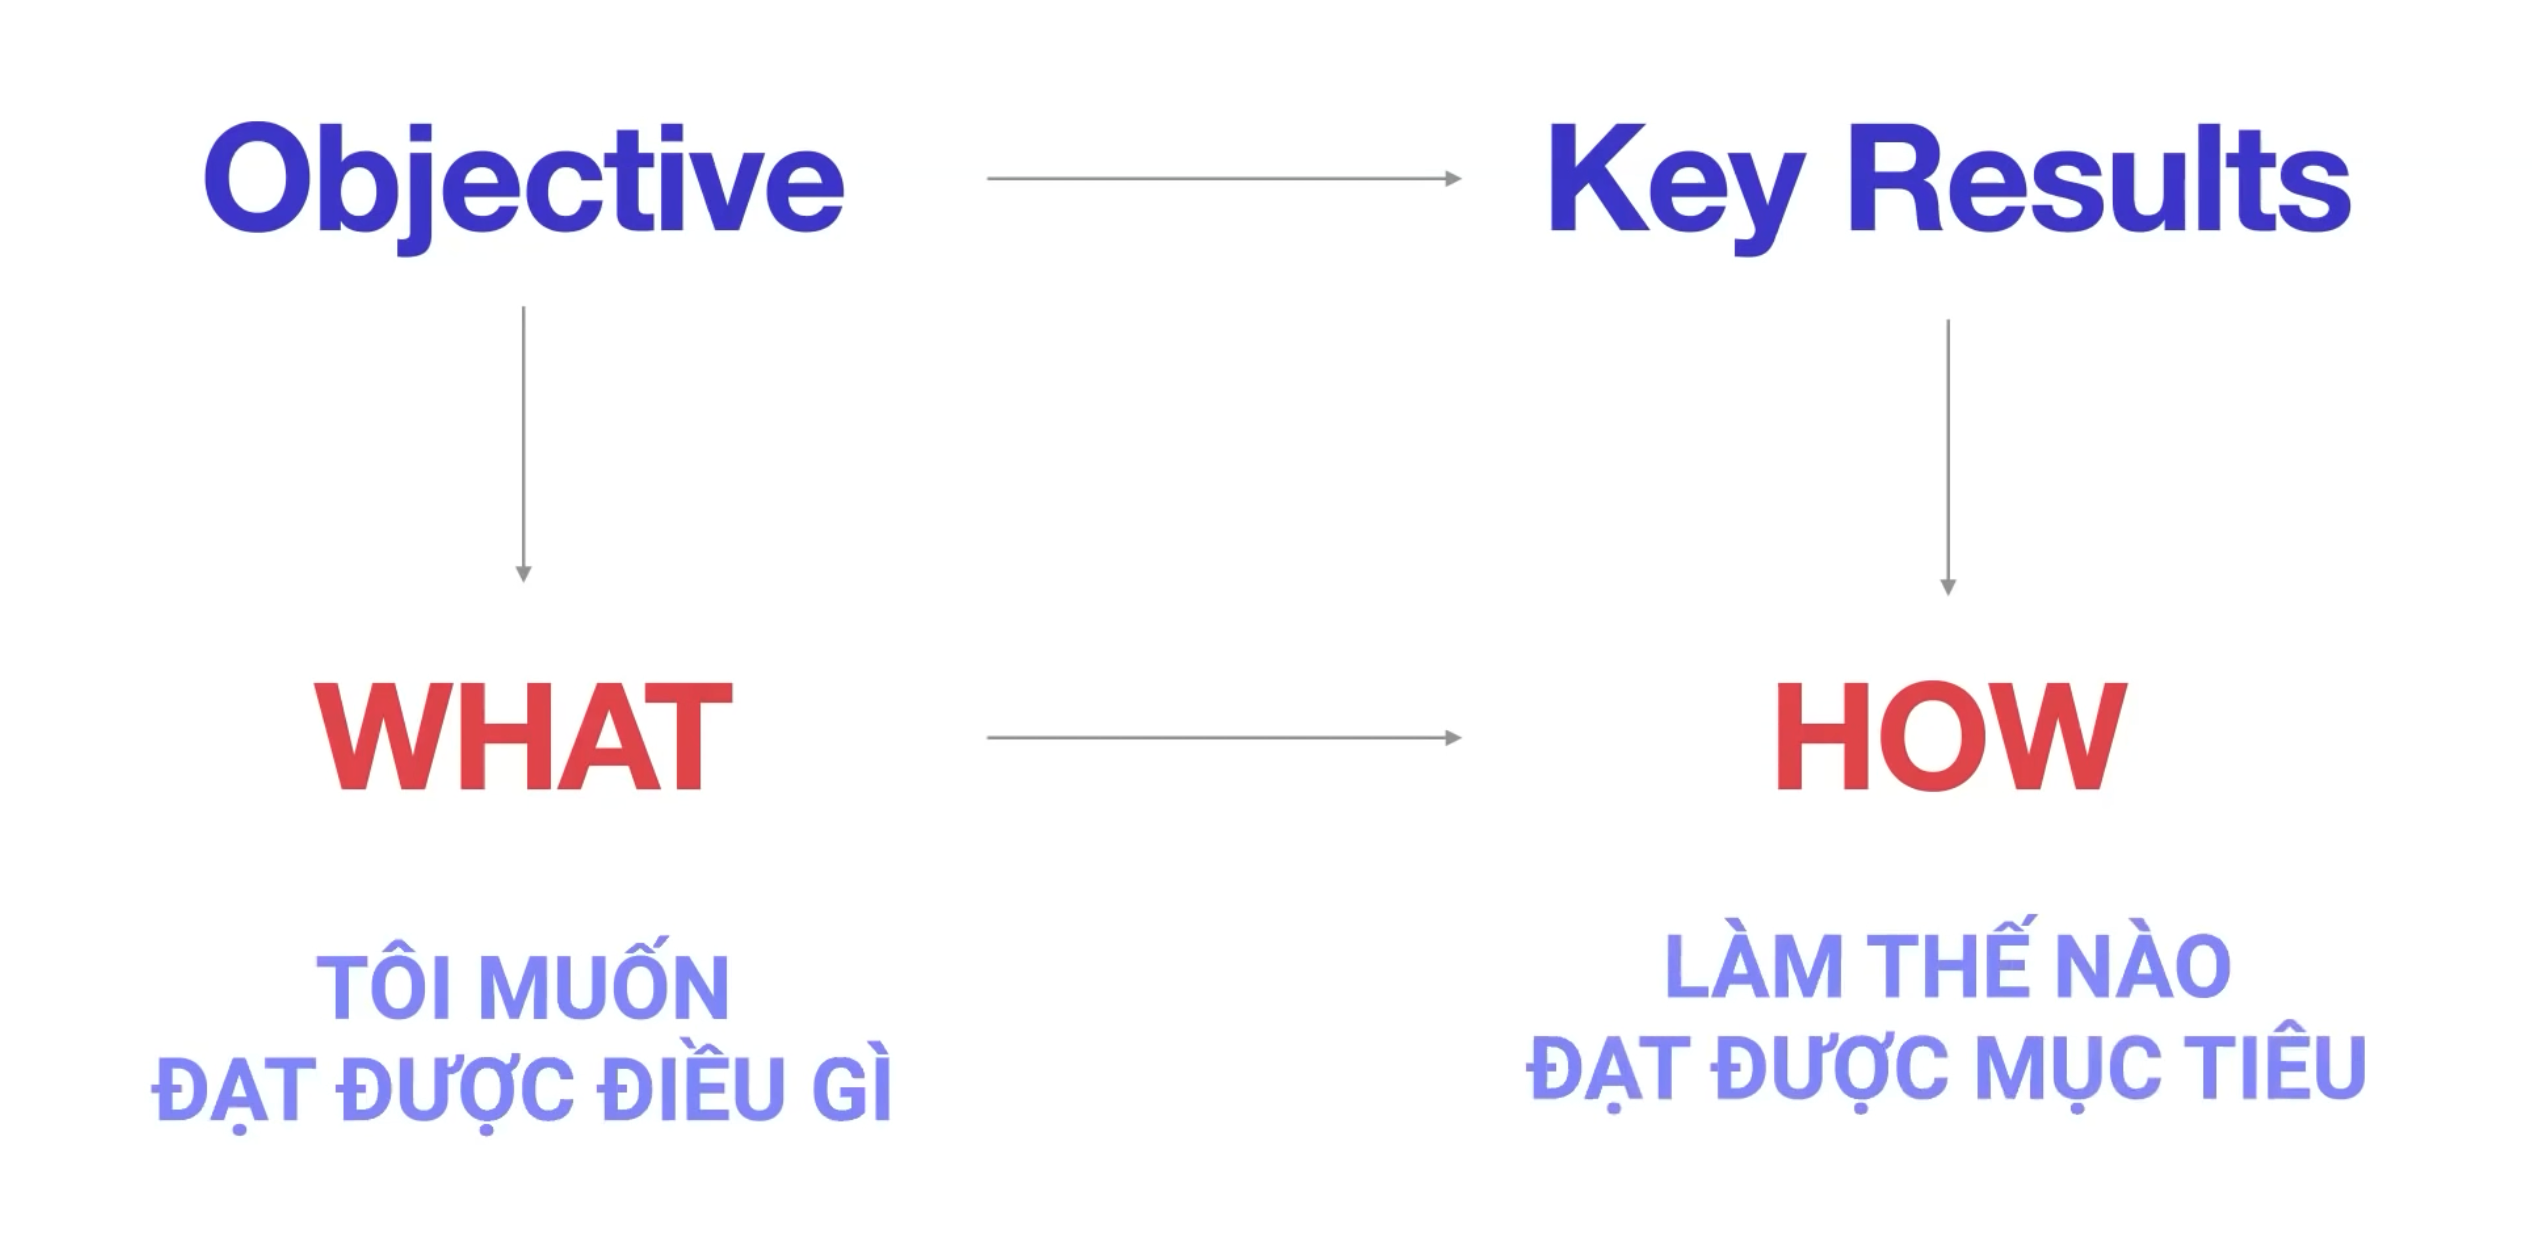 Objective
Key Results
WHAT
HOW
TÔI MUỐN
ĐẠT ĐƯỢC ĐIỀU GÌ
LÀM THẾ NÀO
ĐẠT ĐƯỢC MỤC TIÊU